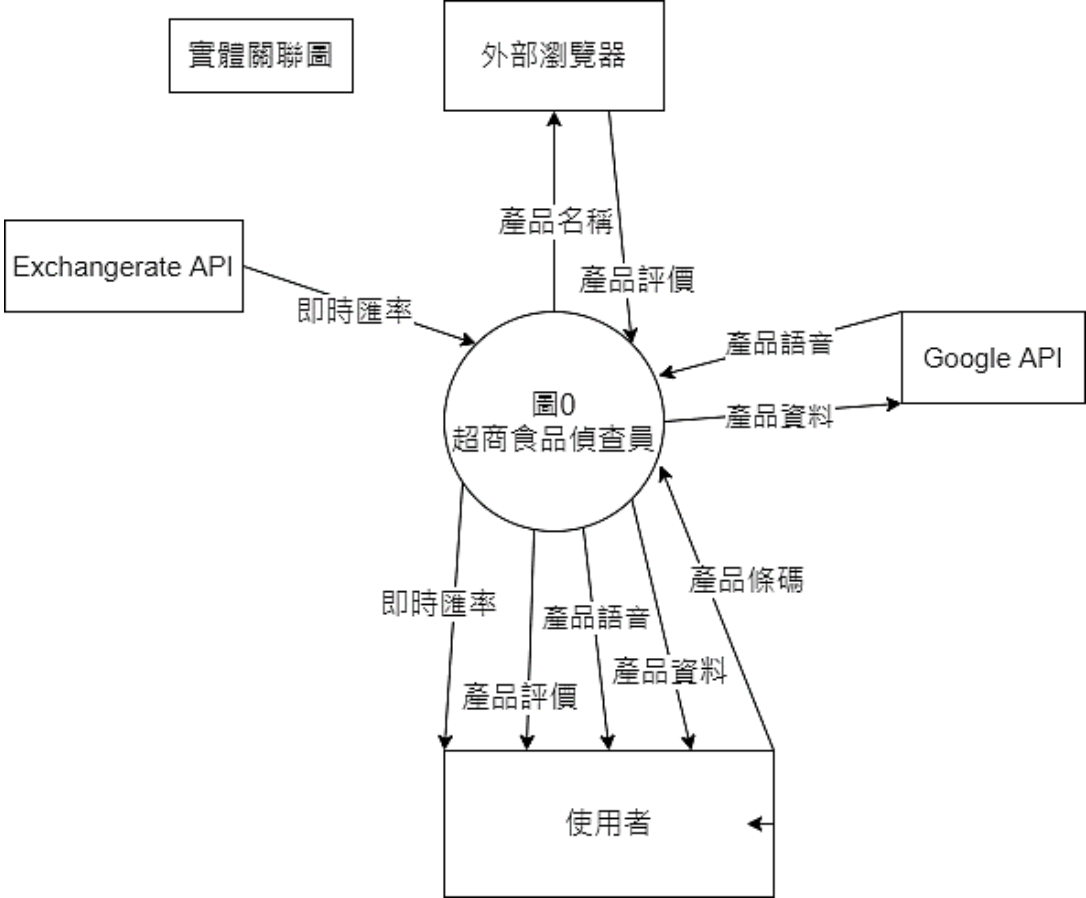 實體關聯圖
外部瀏覽器
產品名稱
Exchangerate API
產品評價
即時匯率
產品語音
Google API
圖0
產品資料
超商食品偵查員
產品條碼
即時匯率
產品語音
產品資料
產品評價
使用者